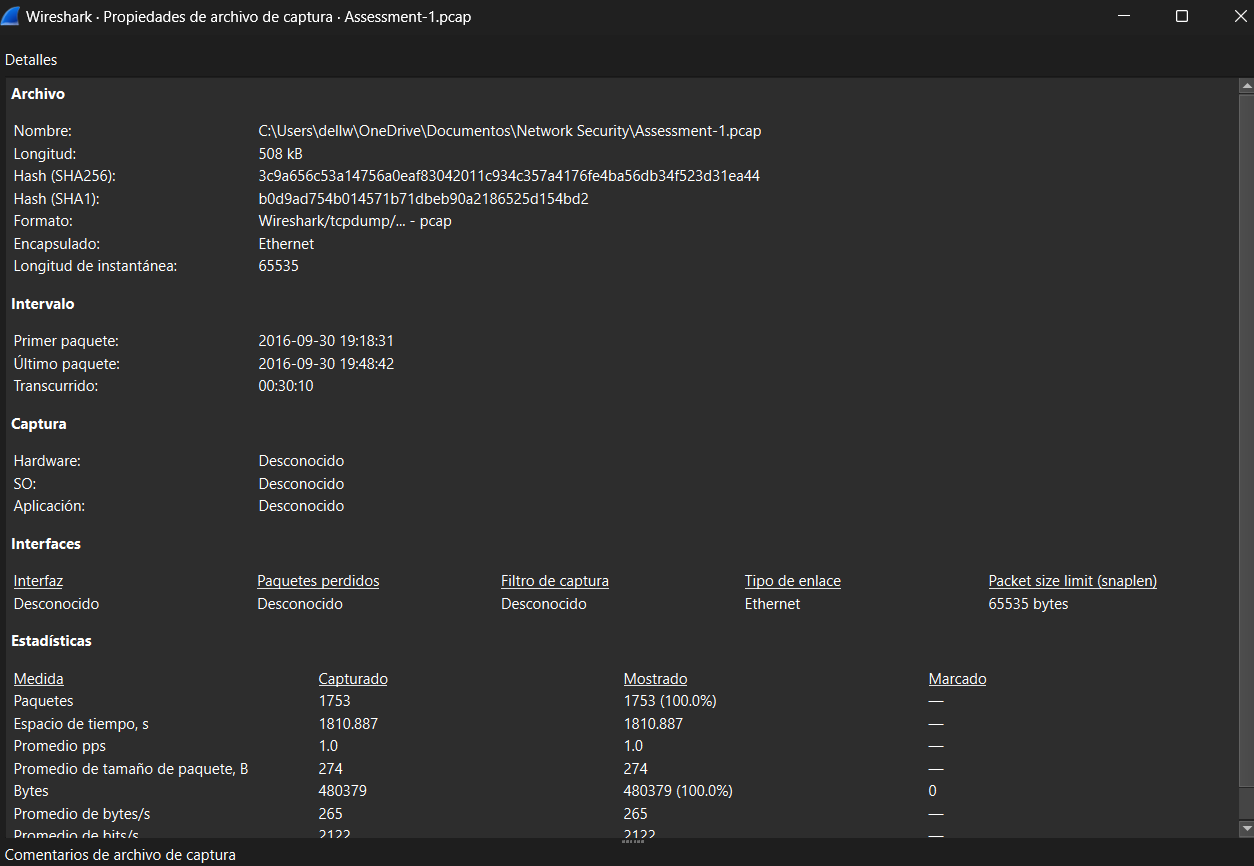 Wireshark · Propiedades de archivo de captura · Assessment-1.pcap
Detalles
Archivo
Nombre: C:\Users\dellw\OneDrive\Documentos\Network Security\Assessment-1.pcap
Longitud: 508 kB
Hash (SHA256): 3c9a656c53a14756a0eaf83042011c934c357a4176fe4ba56db34f523d31ea44
Hash (SHA1): b0d9ad754b014571b71dbeb90a2186525d154bd2
Formato: Wireshark/tcpdump/... - pcap
Encapsulado: Ethernet
Longitud de instantánea: 65535
Intervalo
Primer paquete: 2016-09-30 19:18:31
Último paquete: 2016-09-30 19:48:42
Transcurrido: 00:30:10
Captura
Hardware: Desconocido
SO: Desconocido
Aplicación: Desconocido
Interfaces
Interfaz Paquetes perdidos Filtro de captura Tipo de enlace Packet size limit (snaplen)
Desconocido Desconocido Desconocido Ethernet 65535 bytes
Estadísticas
Medida Capturado Mostrado Marcado
Paquetes 1753 1753 (100.0%) —
Espacio de tiempo, s 1810.887 1810.887 —
Promedio pps 1.0 1.0 —
Promedio de tamaño de paquete, B 274 274 —
Bytes 480379 480379 (100.0%) 0
Promedio de bytes/s 265 265 —
Promedio de bits/s 2122 2122 —
Comentarios de archivo de captura